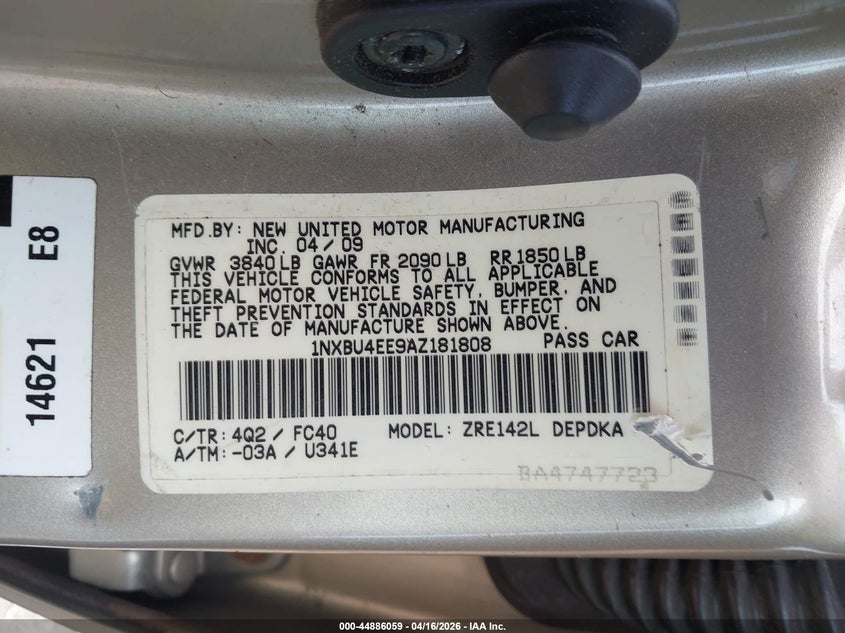 MFD.BY: NEW UNITED MOTOR MANUFACTURING
INC. 04/09
GVWR 3840LB GAWR FR 2090LB RR1850LB
THIS VEHICLE CONFORMS TO ALL APPLICABLE
FEDERAL MOTOR VEHICLE SAFETY, BUMPER, AND
THEFT PREVENTION STANDARDS IN EFFECT ON
THE DATE OF MANUFACTURE SHOWN ABOVE.
1NXBU4EE9AZ181808 PASS CAR
C/TR: 4Q2 / FC40 MODEL: ZRE142L DEPDKA
A/TM: -03A / U341E
BA4747723
14621 E8
000-44886059 - 04/16/2026 - IAA Inc.